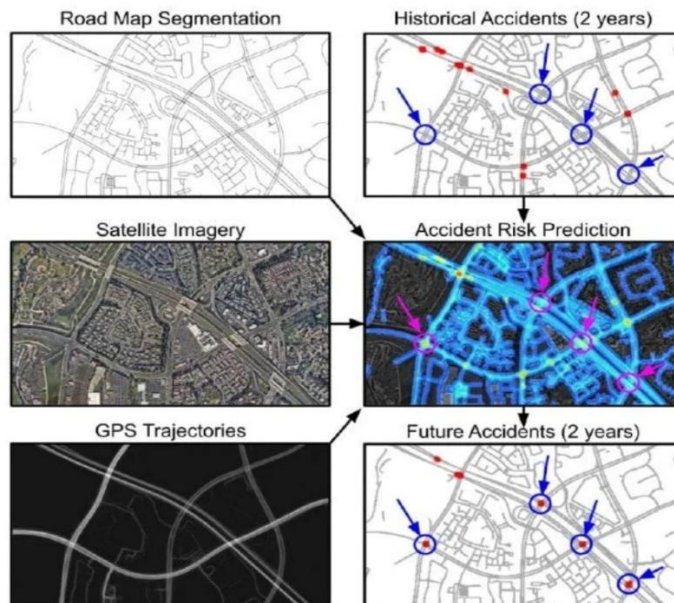 Road Map Segmentation
Historical Accidents (2 years)
Satellite Imagery
Accident Risk Prediction
GPS Trajectories
Future Accidents (2 years)